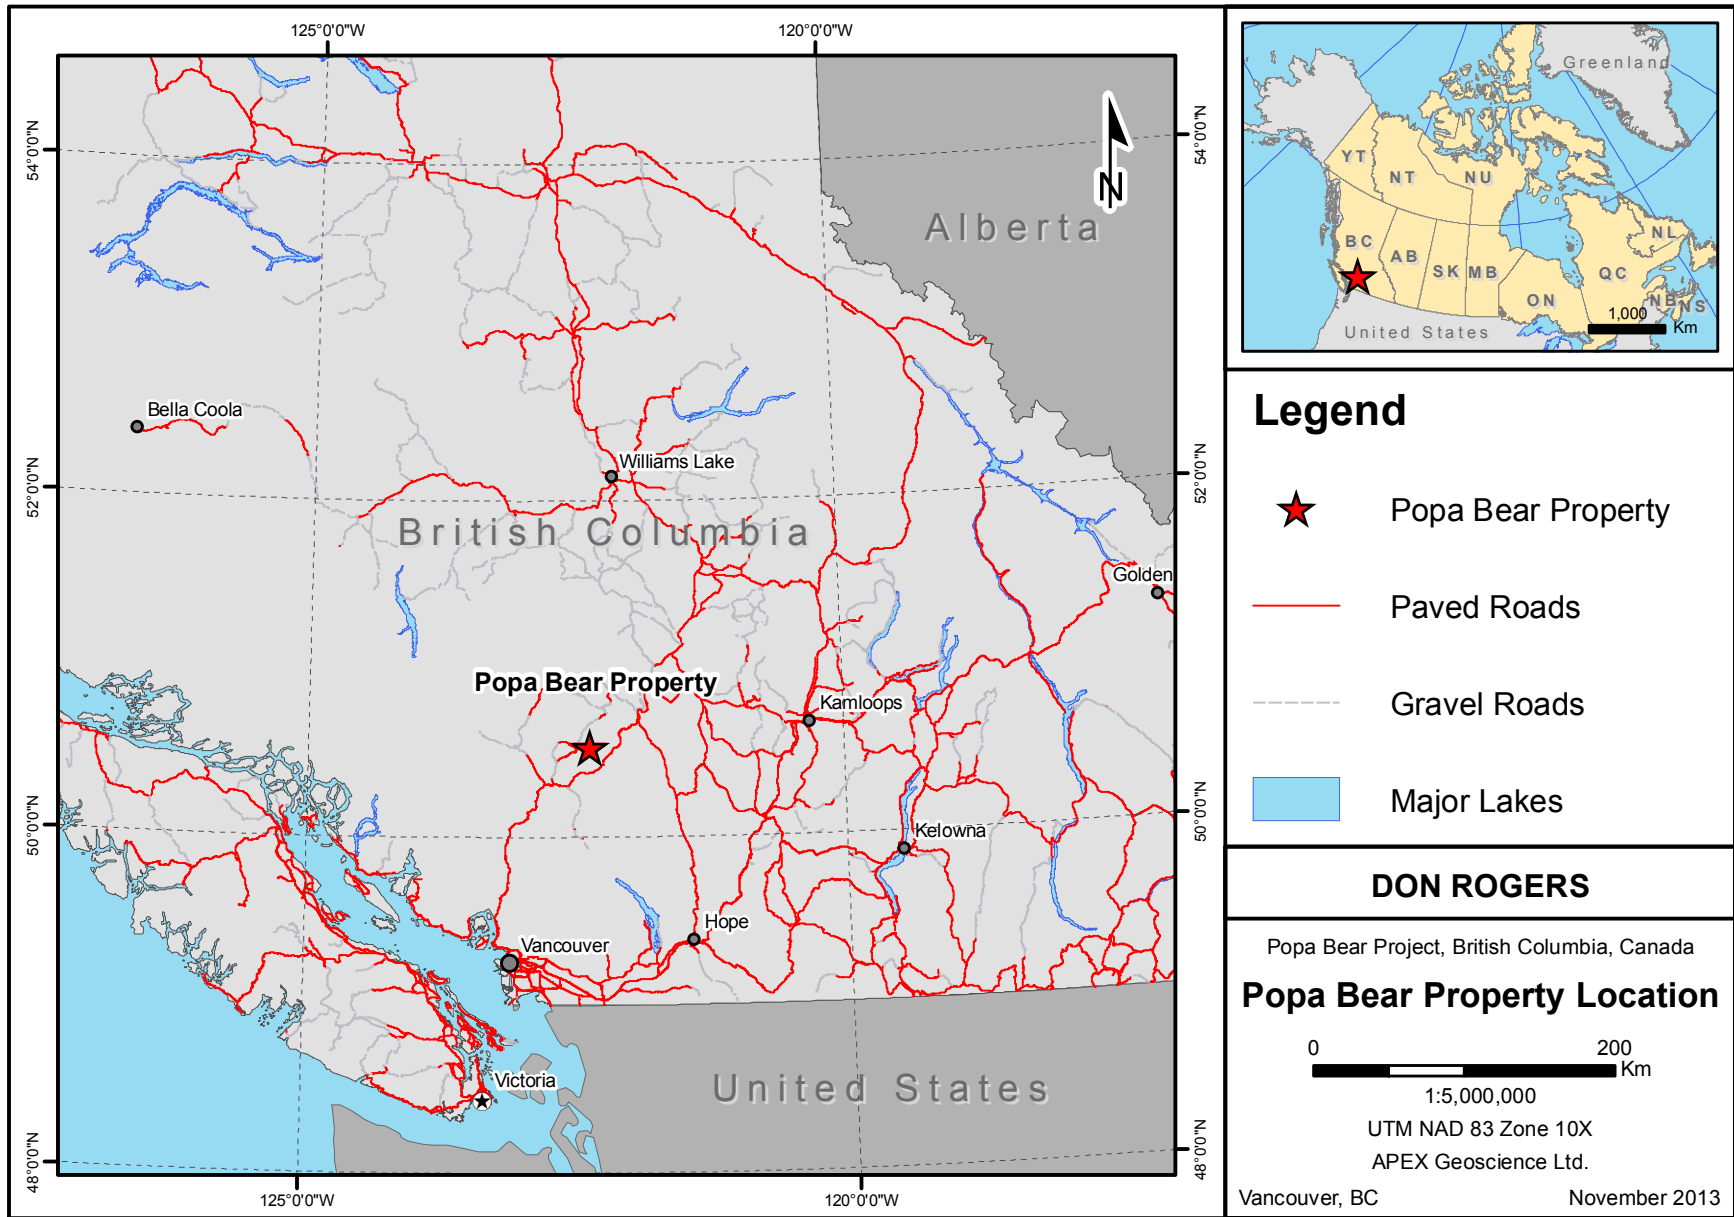 125°0'0"W
120°0'0"W
54°0'0"N
54°0'0"N
Alberta
N
Bella Coola
Williams Lake
52°0'0"N
52°0'0"N
British Columbia
Golden
Popa Bear Property
Kamloops
50°0'0"N
50°0'0"N
Kelowna
Hope
Vancouver
Victoria
United States
48°0'0"N
48°0'0"N
125°0'0"W
120°0'0"W
Greenland
YT
NT
NU
BC
AB
SK
MB
ON
QC
NL
NB
NS
United States
1,000
Km
Legend
Popa Bear Property
Paved Roads
Gravel Roads
Major Lakes
DON ROGERS
Popa Bear Project, British Columbia, Canada
Popa Bear Property Location
0 200
Km
1:5,000,000
UTM NAD 83 Zone 10X
APEX Geoscience Ltd.
Vancouver, BC November 2013